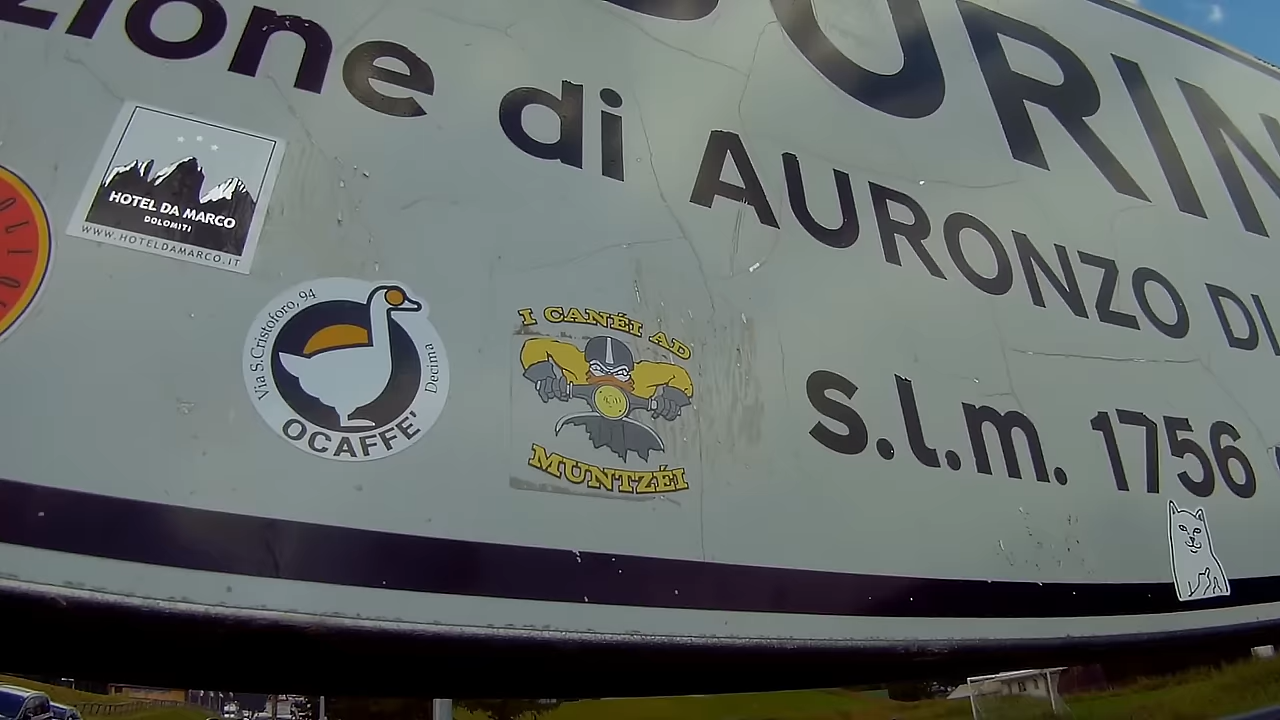 URIN
zione di AURONZO DI
s.l.m. 1756
HOTEL DA MARCO
DOLOMITI
WWW.HOTELDAMARCO.IT
Via S.Cristoforo, 94
Decima
OCAFFE'
I CANÉI AD
MUNTZÉI